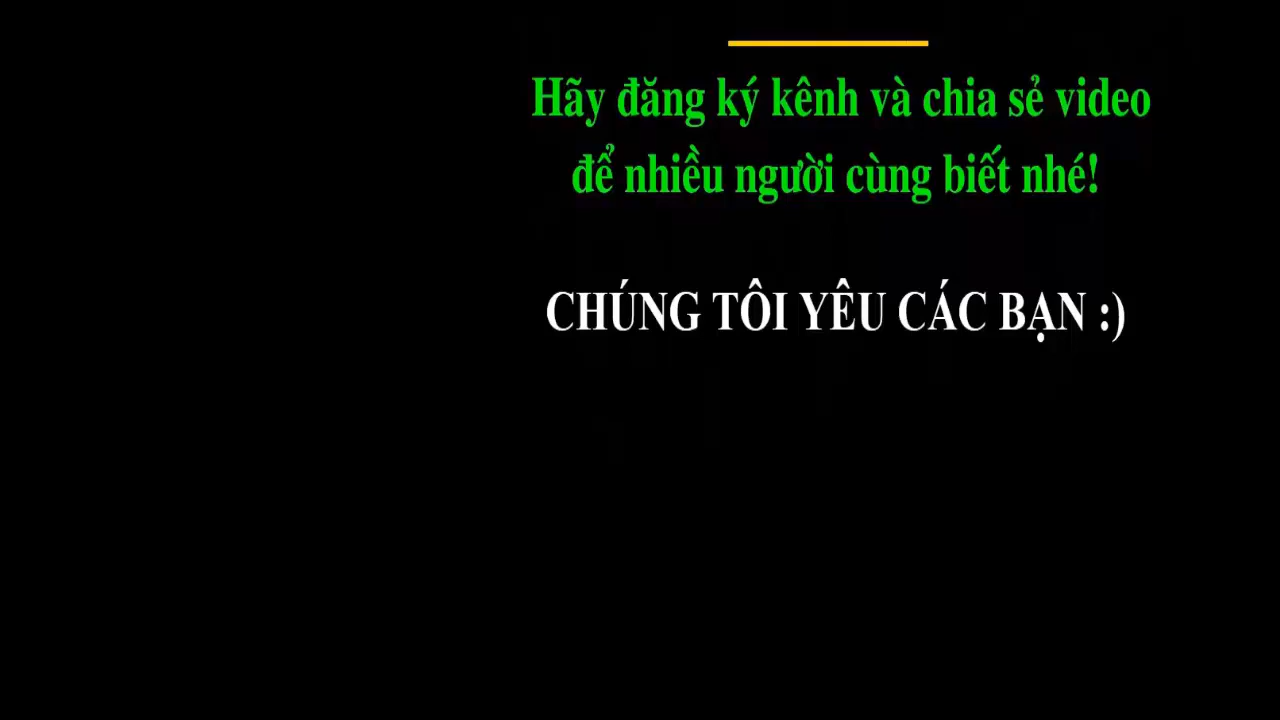 Hãy đăng ký kênh và chia sẻ video
để nhiều người cùng biết nhé!
CHÚNG TÔI YÊU CÁC BẠN :)